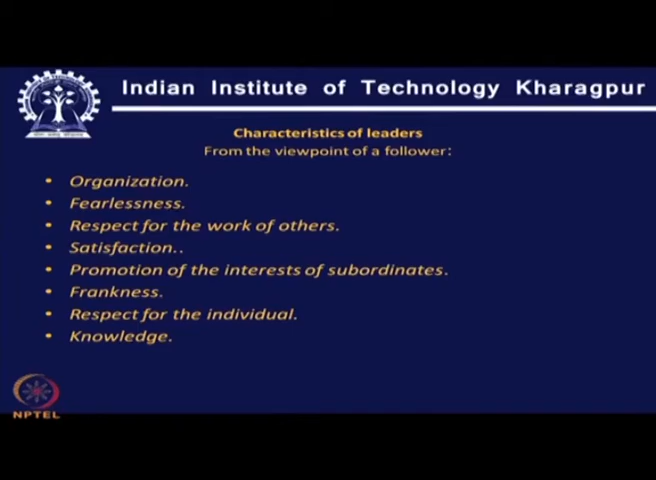 Indian Institute of Technology Kharagpur
Characteristics of leaders
From the viewpoint of a follower:
• Organization.
• Fearlessness.
• Respect for the work of others.
• Satisfaction..
• Promotion of the interests of subordinates.
• Frankness.
• Respect for the individual.
• Knowledge.
NPTEL